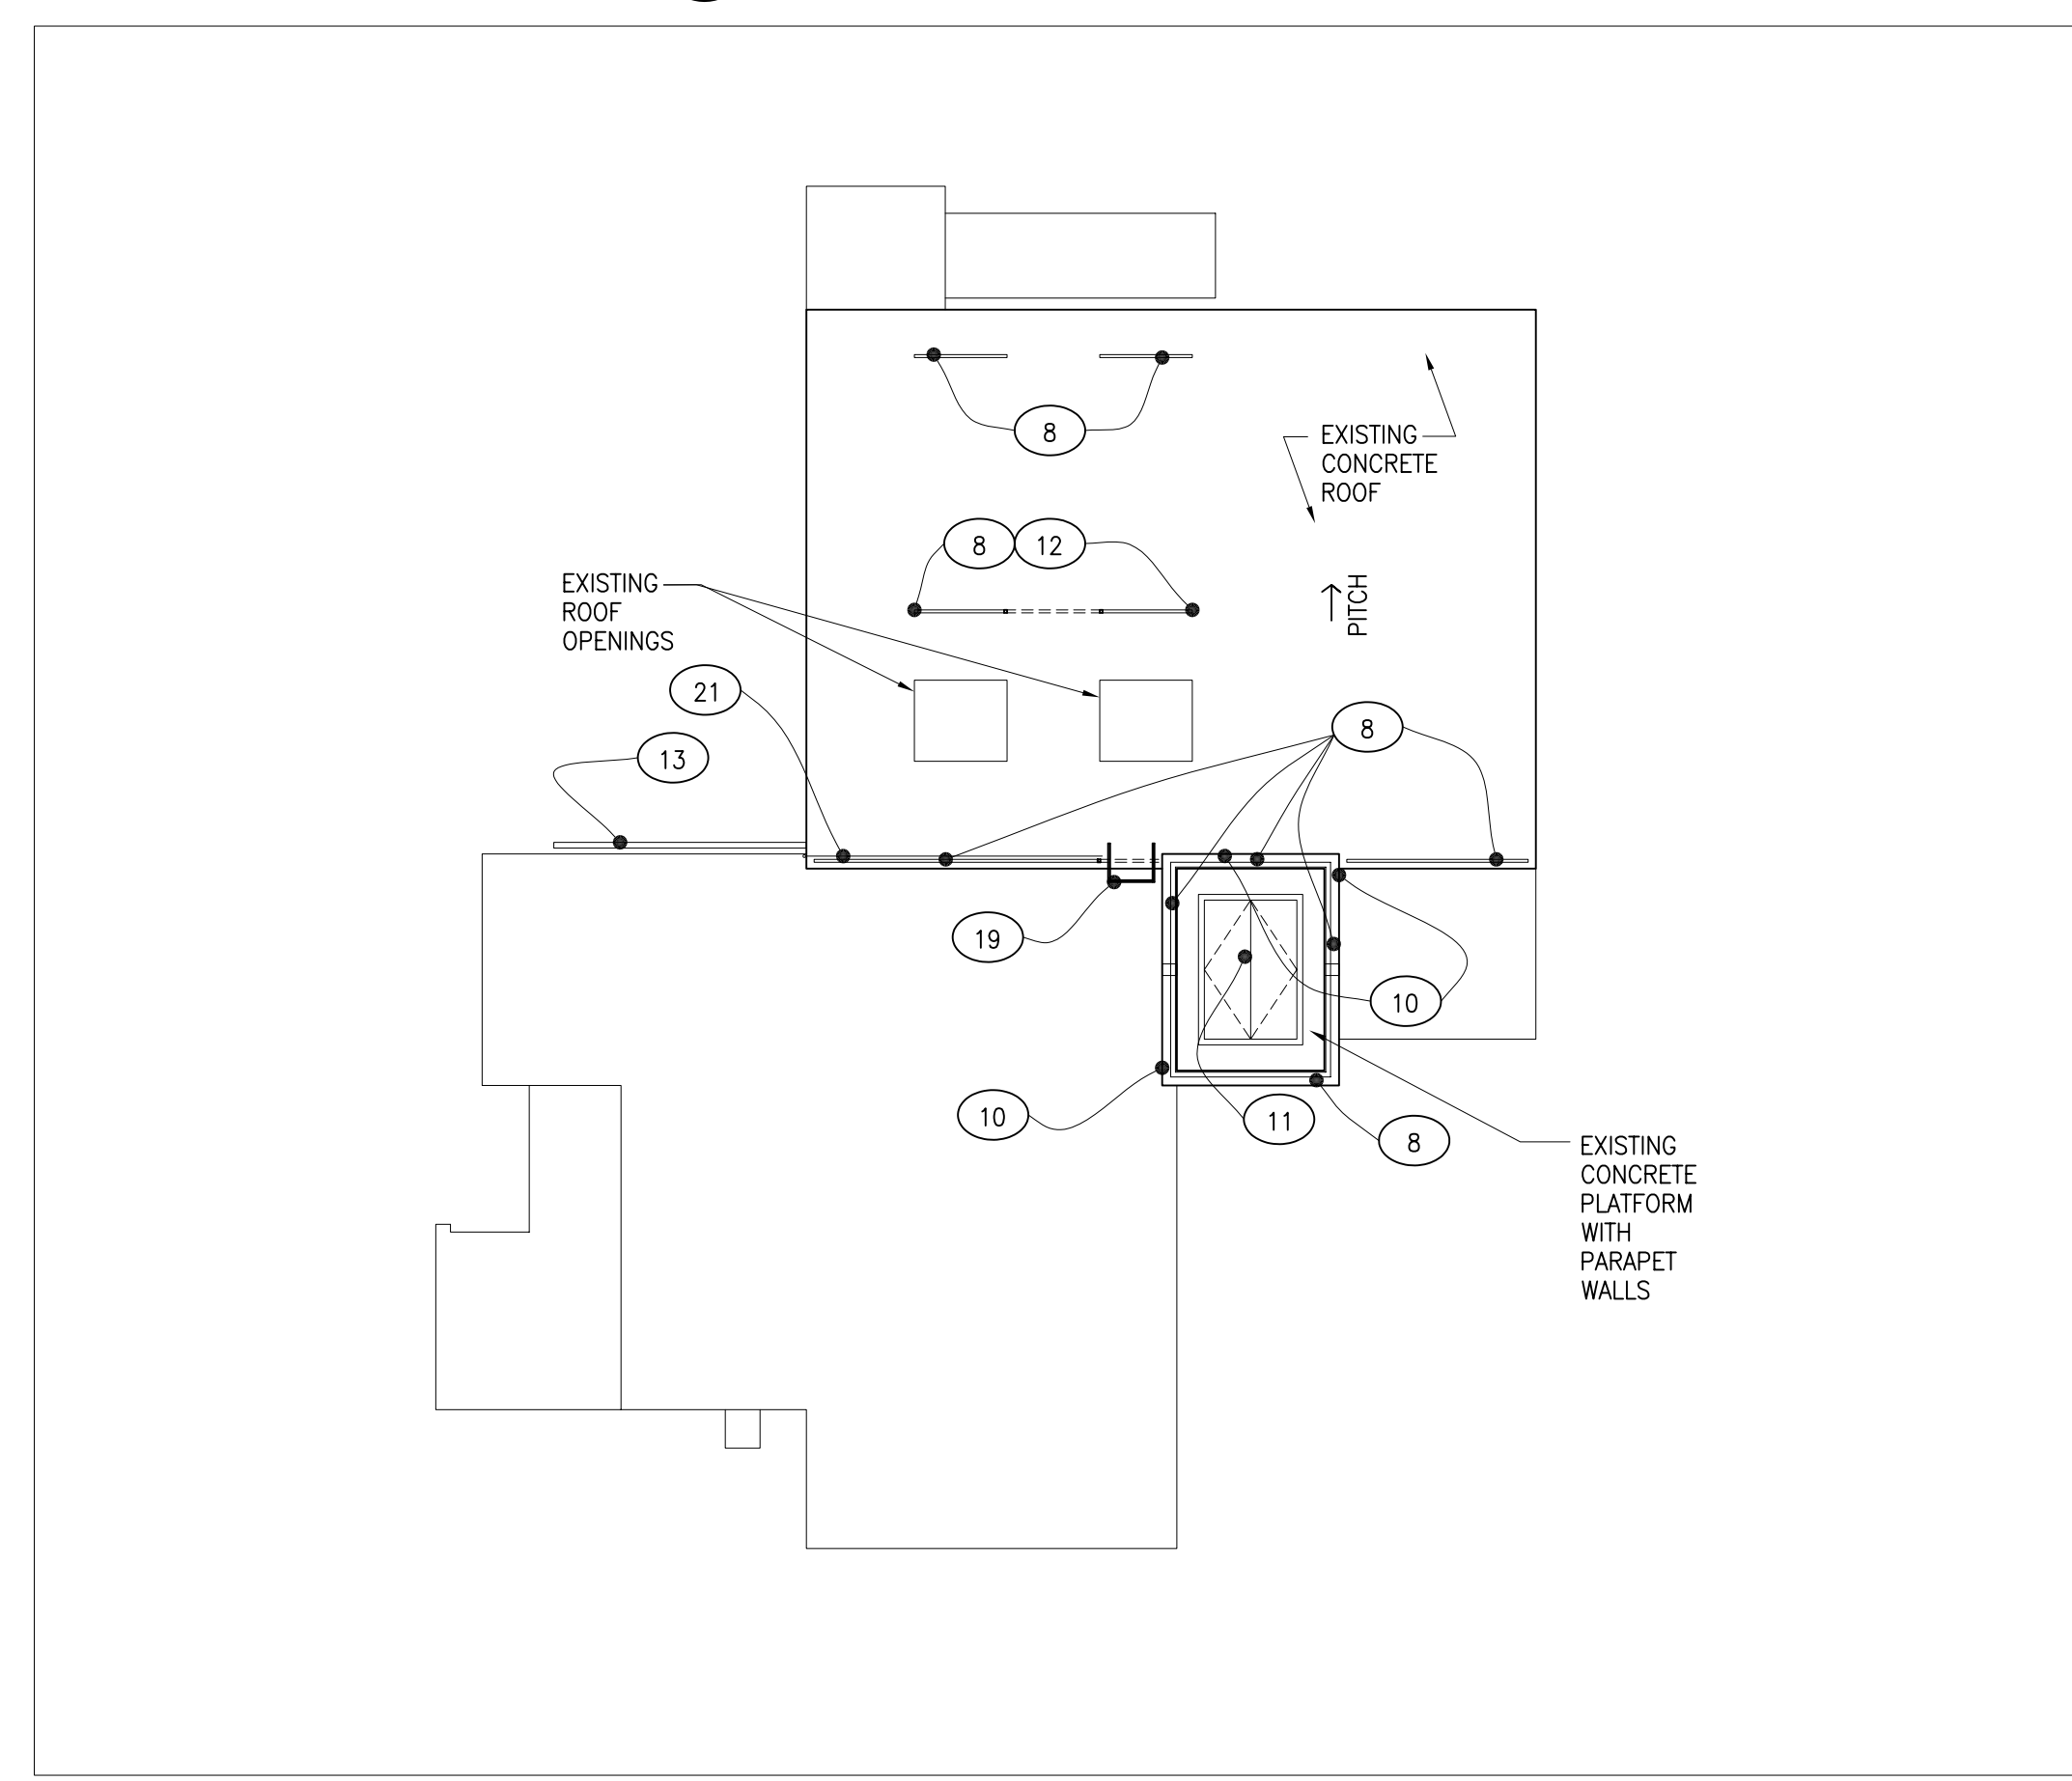 8
EXISTING
CONCRETE
ROOF
8
12
EXISTING
ROOF
OPENINGS
PITCH
21
8
13
19
10
10
11
8
EXISTING
CONCRETE
PLATFORM
WITH
PARAPET
WALLS